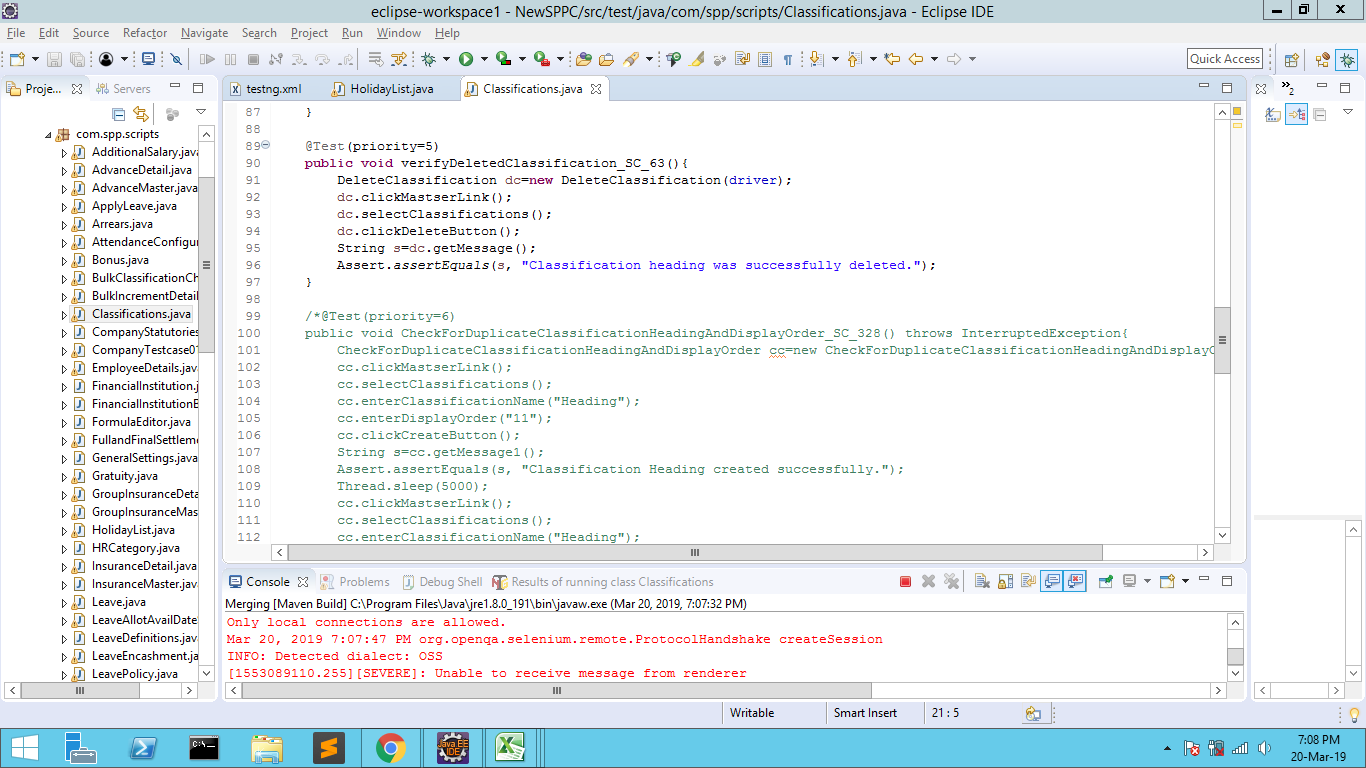 eclipse-workspace1 - NewSPPC/src/test/java/com/spp/scripts/Classifications.java - Eclipse IDE
File Edit Source Refactor Navigate Search Project Run Window Help
Quick Access
Proje... Servers
testng.xml HolidayList.java Classifications.java
2
com.spp.scripts
AdditionalSalary.java
AdvanceDetail.java
AdvanceMaster.java
ApplyLeave.java
Arrears.java
AttendanceConfigur
Bonus.java
BulkClassificationCh
BulkIncrementDetail
Classifications.java
CompanyStatutories
CompanyTestcase01
EmployeeDetails.java
FinancialInstitution.j
FinancialInstitutionE
FormulaEditor.java
FullandFinalSettleme
GeneralSettings.java
Gratuity.java
GroupInsuranceDeta
GroupInsuranceMas
HolidayList.java
HRCategory.java
InsuranceDetail.java
InsuranceMaster.java
Leave.java
LeaveAllotAvailDate
LeaveDefinitions.java
LeaveEncashment.ja
LeavePolicy.java
87 }
88
89 @Test(priority=5)
90 public void verifyDeletedClassification_SC_63(){
91 DeleteClassification dc=new DeleteClassification(driver);
92 dc.clickMastserLink();
93 dc.selectClassifications();
94 dc.clickDeleteButton();
95 String s=dc.getMessage();
96 Assert.assertEquals(s, "Classification heading was successfully deleted.");
97 }
98
99 /*@Test(priority=6)
100 public void CheckForDuplicateClassificationHeadingAndDisplayOrder_SC_328() throws InterruptedException{
101 CheckForDuplicateClassificationHeadingAndDisplayOrder cc=new CheckForDuplicateClassificationHeadingAndDisplayO
102 cc.clickMastserLink();
103 cc.selectClassifications();
104 cc.enterClassificationName("Heading");
105 cc.enterDisplayOrder("11");
106 cc.clickCreateButton();
107 String s=cc.getMessage1();
108 Assert.assertEquals(s, "Classification Heading created successfully.");
109 Thread.sleep(5000);
110 cc.clickMastserLink();
111 cc.selectClassifications();
112 cc.enterClassificationName("Heading");
Console Problems Debug Shell Results of running class Classifications
Merging [Maven Build] C:\Program Files\Java\jre1.8.0_191\bin\javaw.exe (Mar 20, 2019, 7:07:32 PM)
Only local connections are allowed.
Mar 20, 2019 7:07:47 PM org.openqa.selenium.remote.ProtocolHandshake createSession
INFO: Detected dialect: OSS
[1553089110.255][SEVERE]: Unable to receive message from renderer
Writable Smart Insert 21 : 5
Java EE
IDE
7:08 PM
20-Mar-19